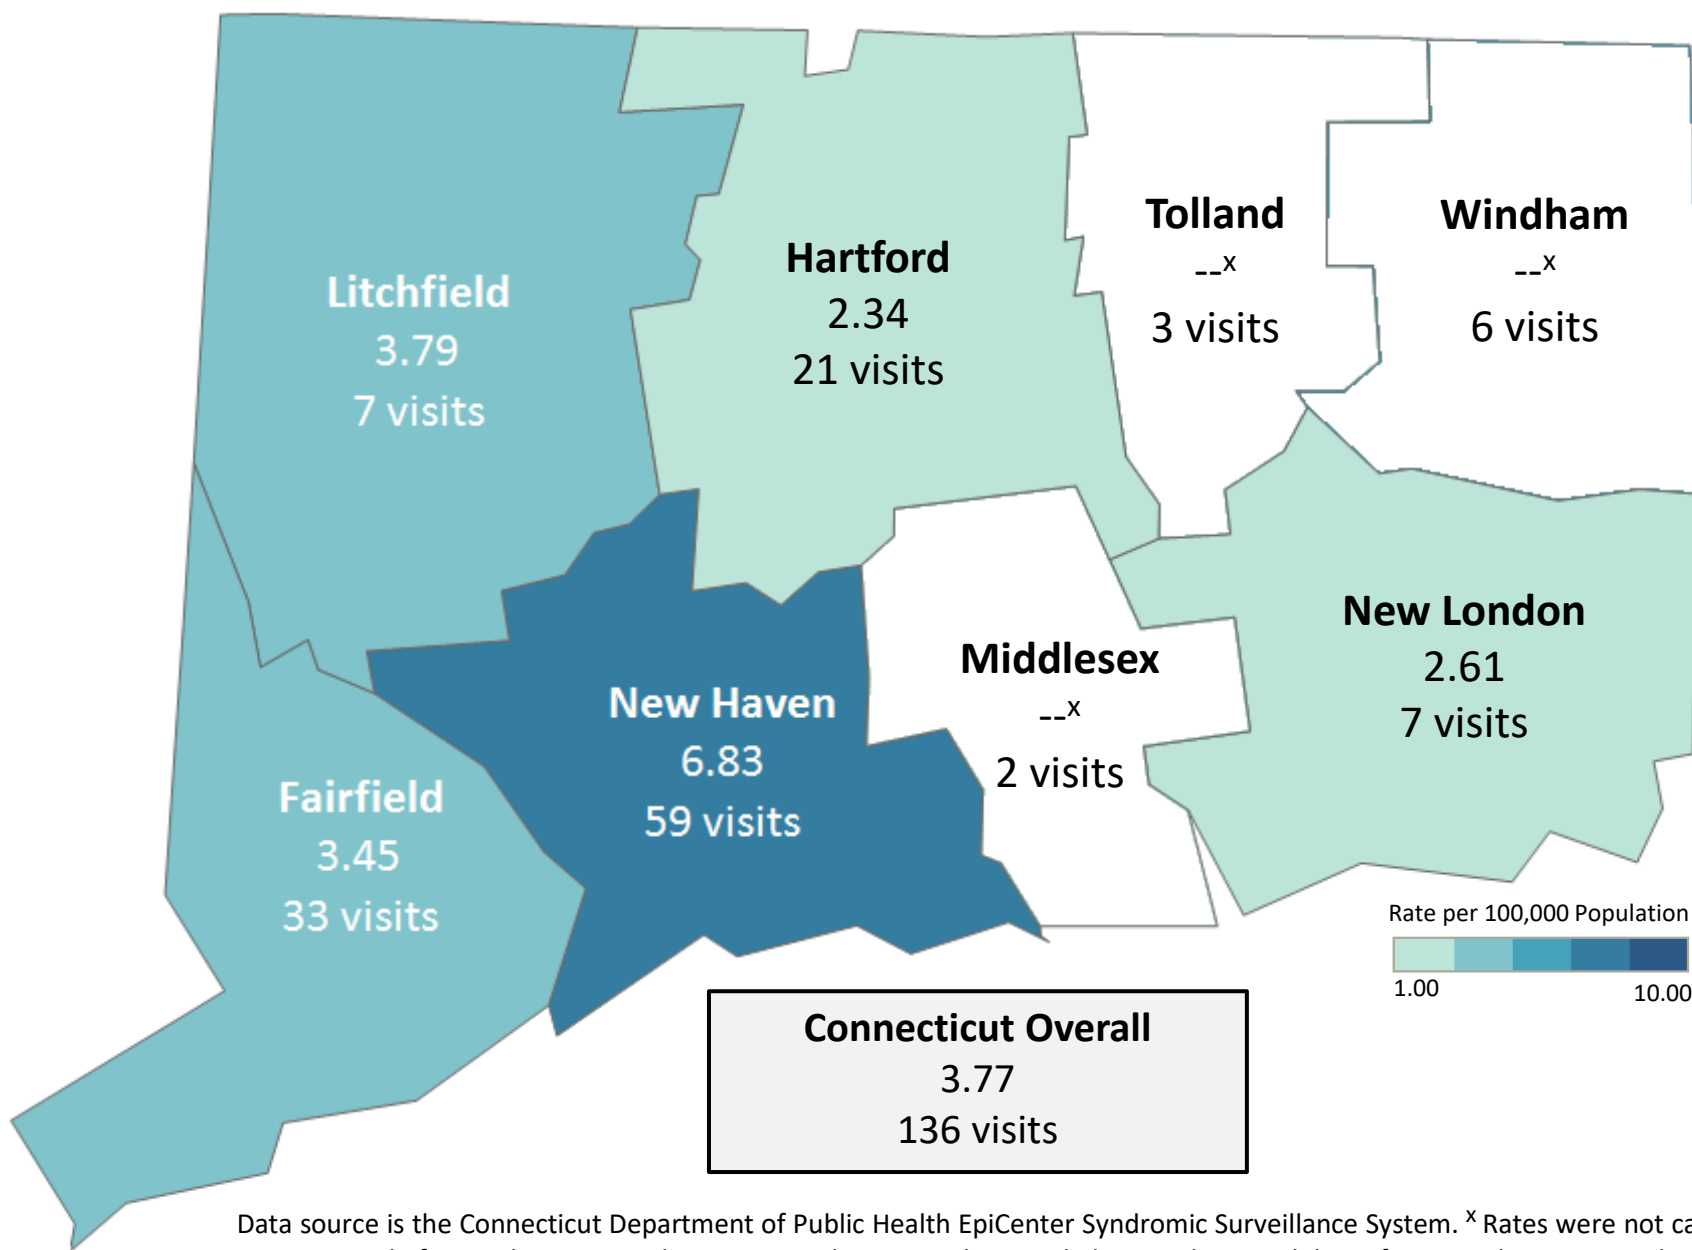 Litchfield
3.79
7 visits
Hartford
2.34
21 visits
Tolland
--x
3 visits
Windham
--x
6 visits
New Haven
6.83
59 visits
Middlesex
--x
2 visits
New London
2.61
7 visits
Fairfield
3.45
33 visits
Rate per 100,000 Population
1.00
10.00
Connecticut Overall
3.77
136 visits
Data source is the Connecticut Department of Public Health EpiCenter Syndromic Surveillance System. x Rates were not ca